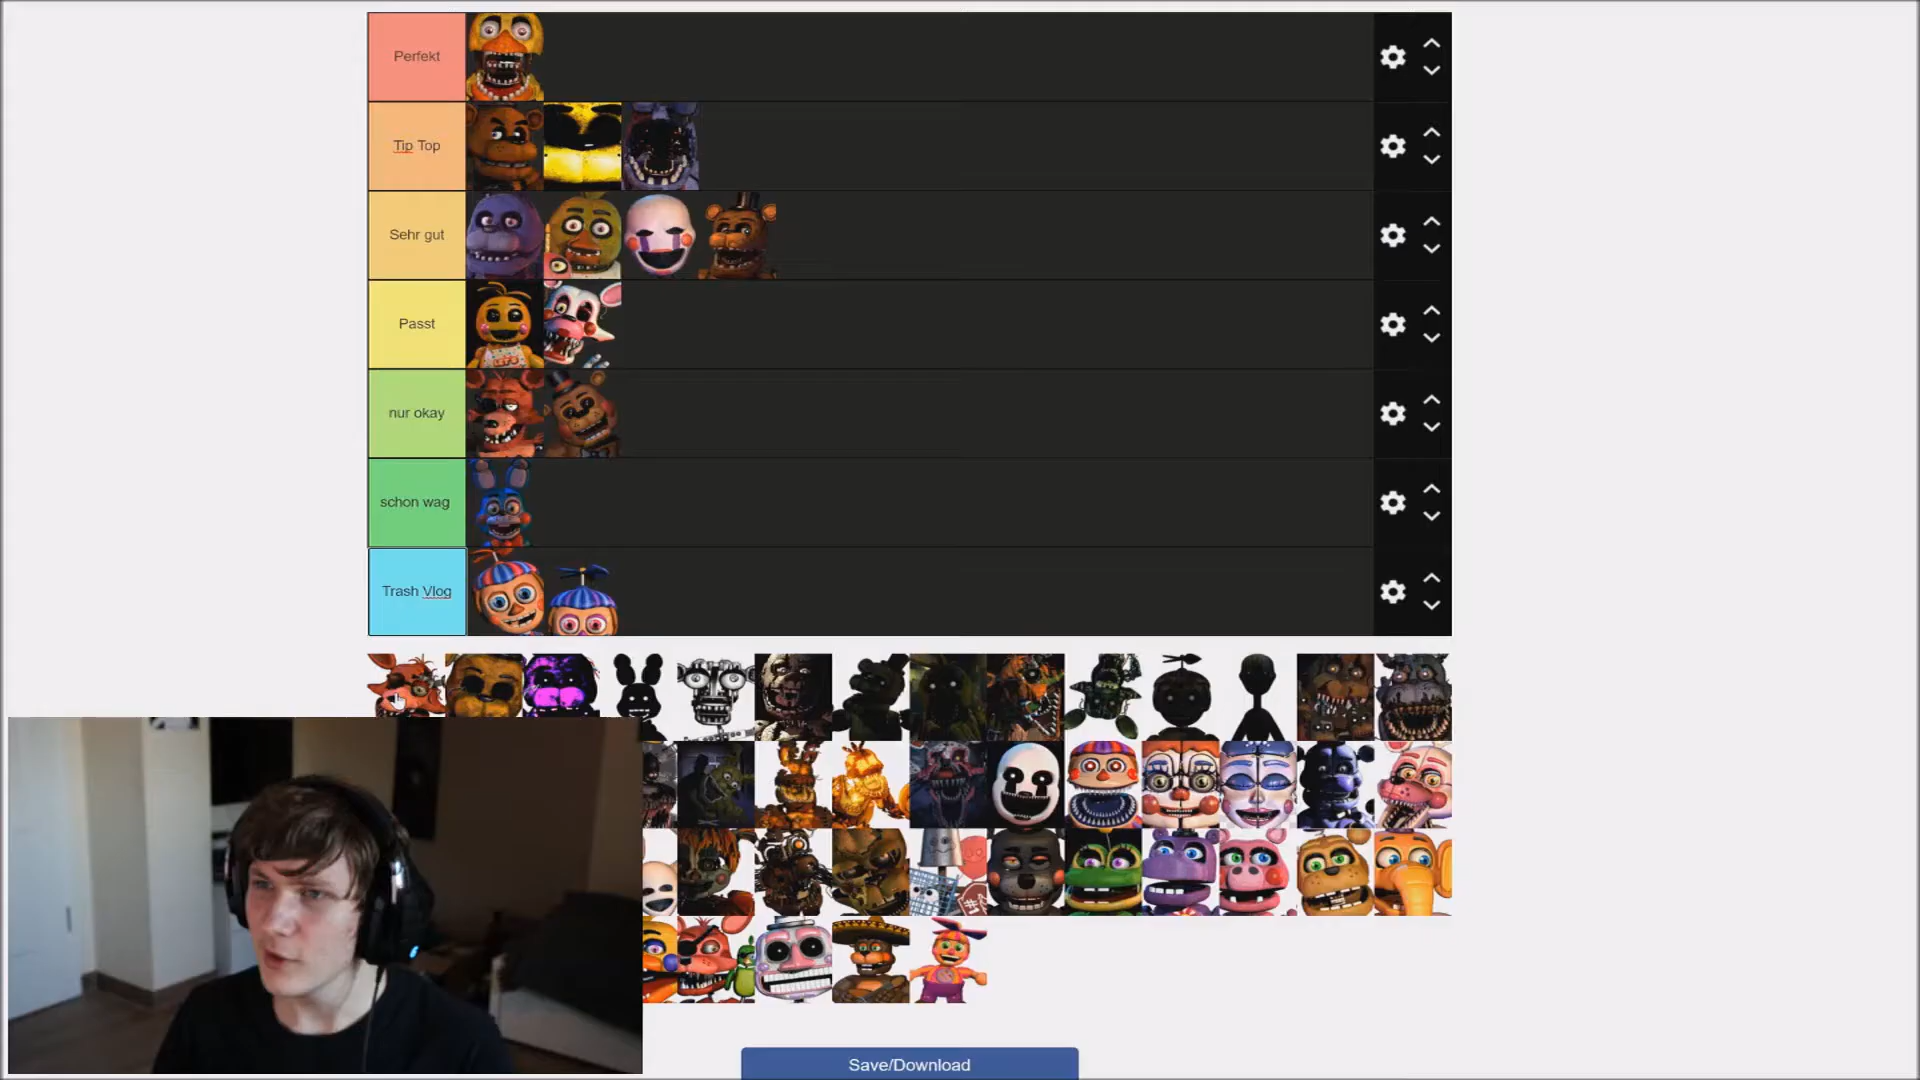 Perfekt
Tip Top
Sehr gut
Passt
nur okay
schon wag
Trash Vlog
Save/Download